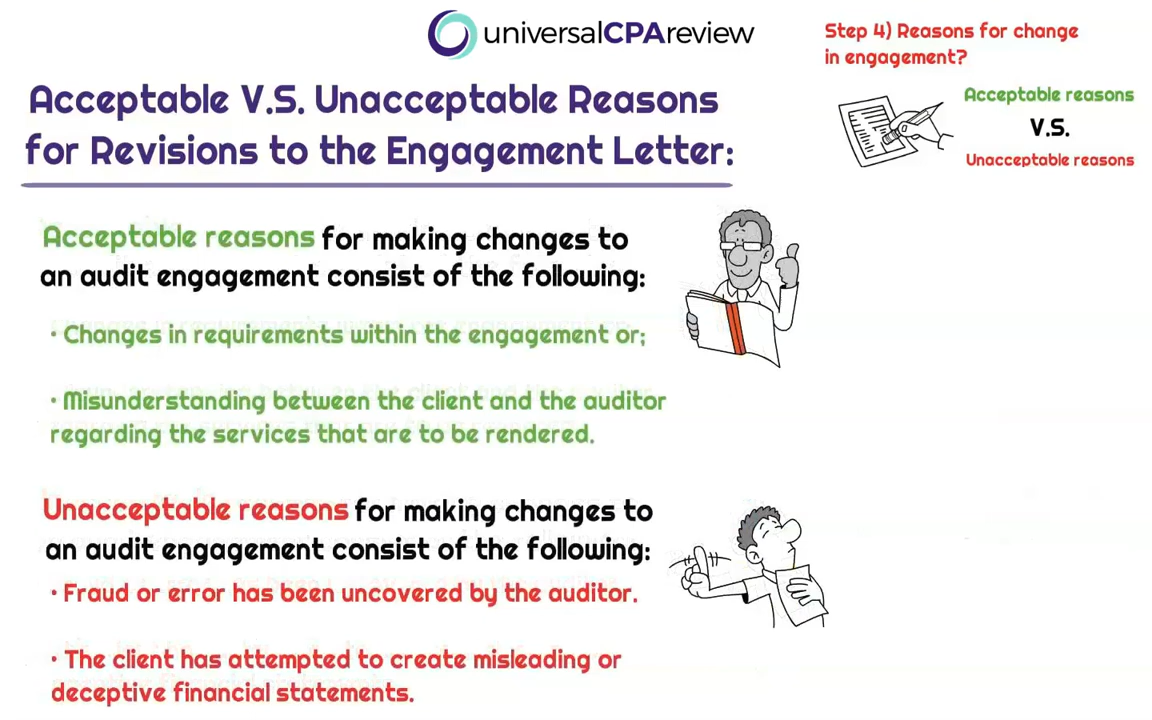 universalCPAreview
Step 4) Reasons for change
in engagement?
Acceptable reasons
V.S.
Unacceptable reasons
Acceptable V.S. Unacceptable Reasons
for Revisions to the Engagement Letter:
Acceptable reasons for making changes to
an audit engagement consist of the following:
• Changes in requirements within the engagement or;
• Misunderstanding between the client and the auditor
regarding the services that are to be rendered.
Unacceptable reasons for making changes to
an audit engagement consist of the following:
• Fraud or error has been uncovered by the auditor.
• The client has attempted to create misleading or
deceptive financial statements.